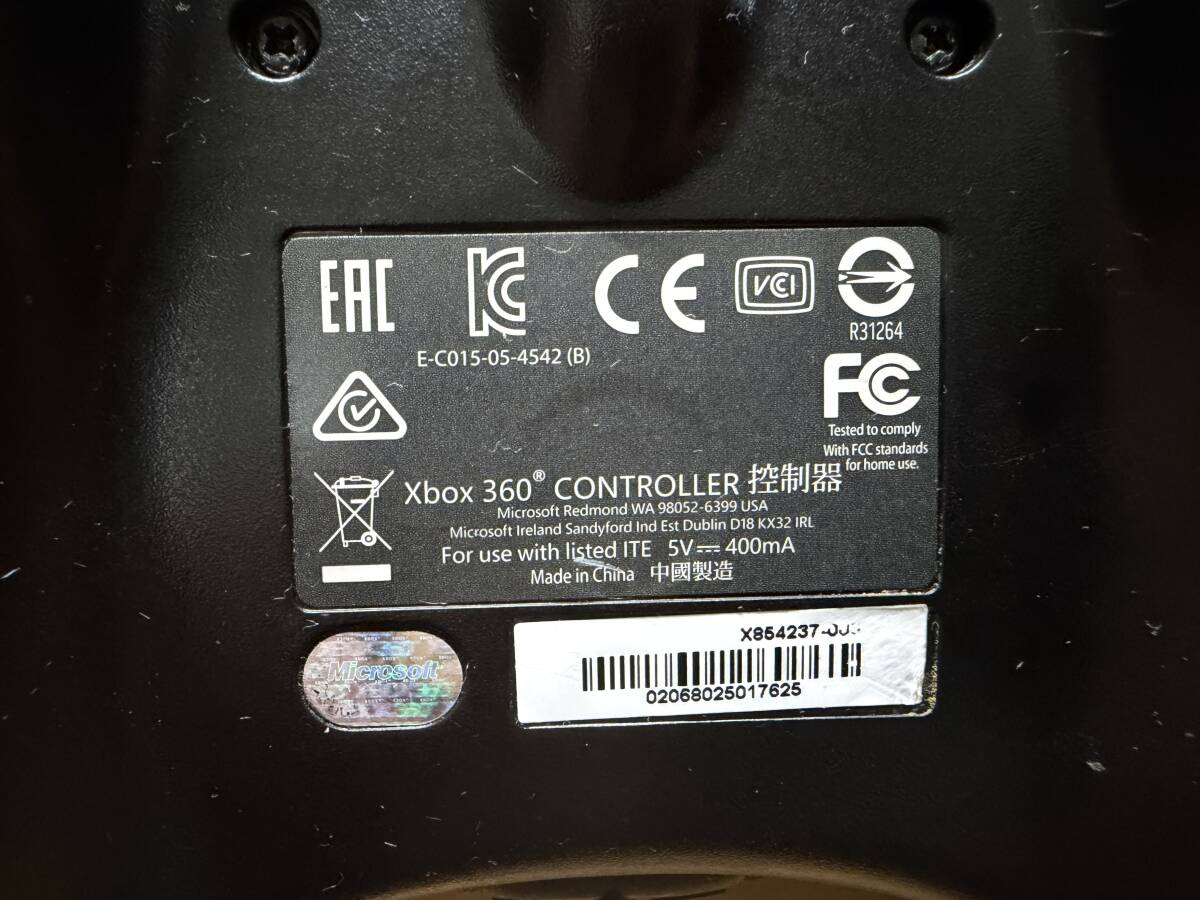 EAC
KC
CE
VCI
R31264
E-C015-05-4542 (B)
FC
Tested to comply
With FCC standards
for home use.
Xbox 360® CONTROLLER 控制器
Microsoft Redmond WA 98052-6399 USA
Microsoft Ireland Sandyford Ind Est Dublin D18 KX32 IRL
For use with listed ITE 5V⎓400mA
Made in China 中國製造
Microsoft
02068025017625